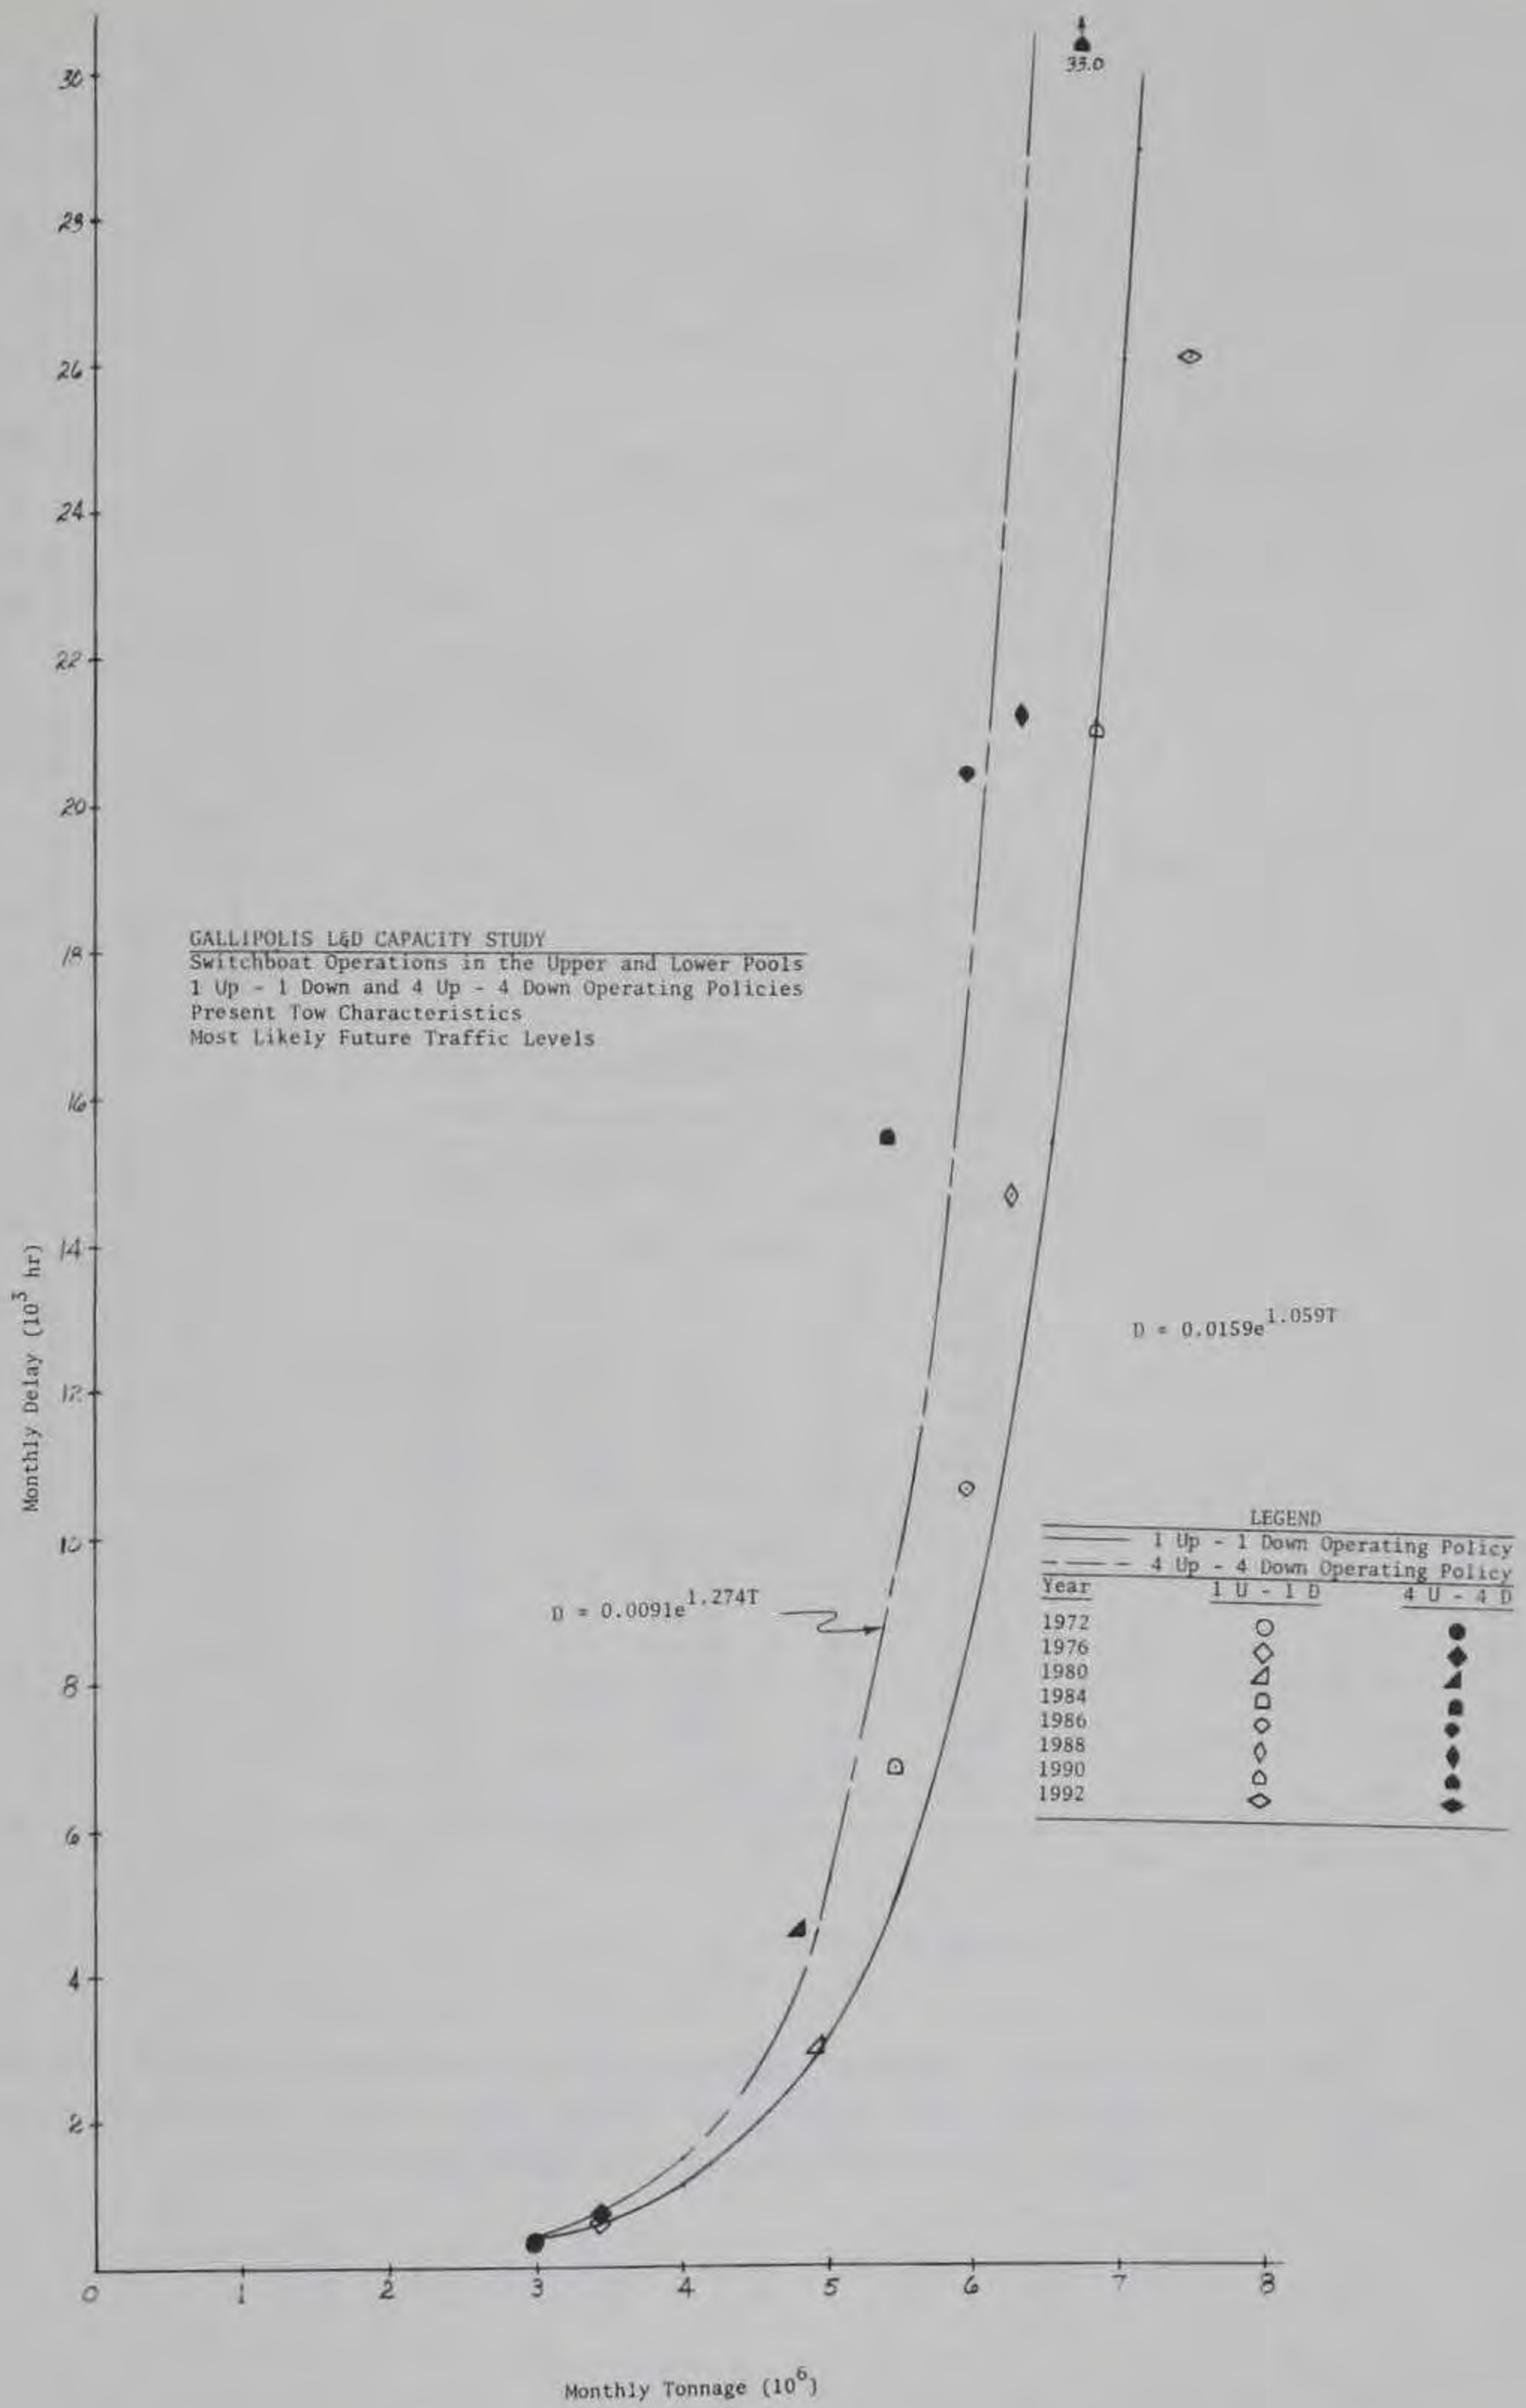 33.0
30
28
26
24
22
20
18
16
14
12
10
8
6
4
2
0 1 2 3 4 5 6 7 8
Monthly Delay (10³ hr)
Monthly Tonnage (10⁶)
GALLIPOLIS L&D CAPACITY STUDY
Switchboat Operations in the Upper and Lower Pools
1 Up - 1 Down and 4 Up - 4 Down Operating Policies
Present Tow Characteristics
Most Likely Future Traffic Levels
D = 0.0159e^1.059T
D = 0.0091e^1.274T
LEGEND
1 Up - 1 Down Operating Policy
4 Up - 4 Down Operating Policy
Year 1 U - 1 D 4 U - 4 D
1972
1976
1980
1984
1986
1988
1990
1992